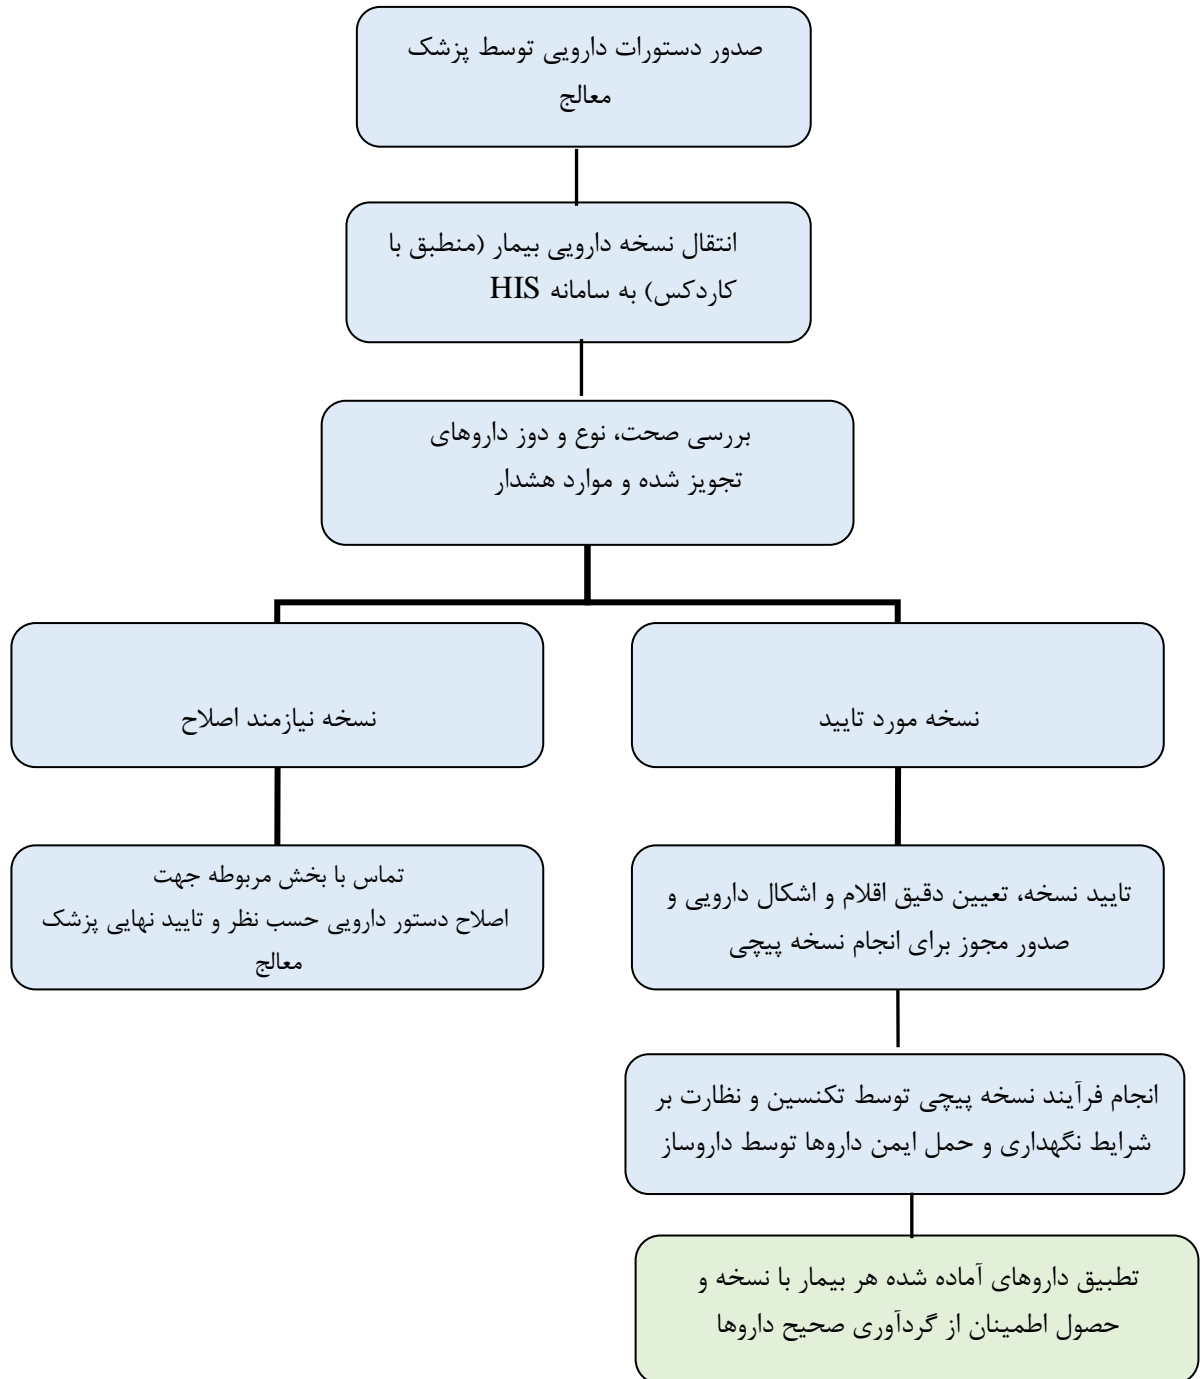 صدور دستورات دارویی توسط پزشک
معالج
انتقال نسخه دارویی بیمار (منطبق با
کاردکس) به سامانه HIS
بررسی صحت، نوع و دوز داروهای
تجویز شده و موارد هشدار
نسخه مورد تایید
نسخه نیازمند اصلاح
تایید نسخه، تعیین دقیق اقلام و اشکال دارویی و
صدور مجوز برای انجام نسخه پیچی
تماس با بخش مربوطه جهت
اصلاح دستور دارویی حسب نظر و تایید نهایی پزشک
معالج
انجام فرآیند نسخه پیچی توسط تکنسین و نظارت بر
شرایط نگهداری و حمل ایمن داروها توسط داروساز
تطبیق داروهای آماده شده هر بیمار با نسخه و
حصول اطمینان از گردآوری صحیح داروها